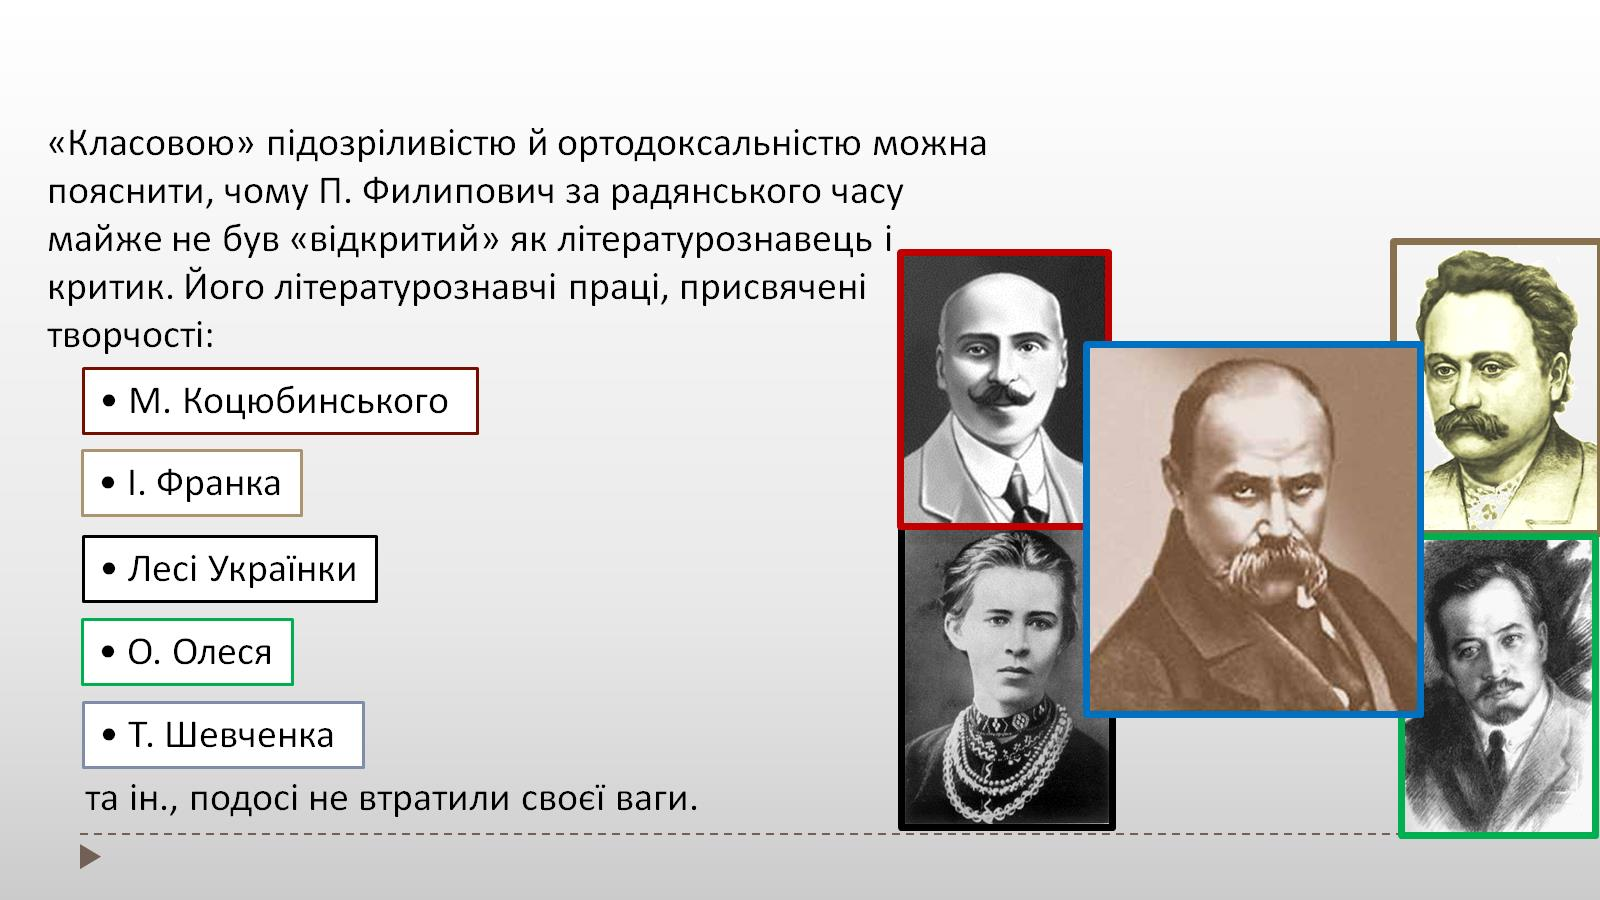 «Класовою» підозріливістю й ортодоксальністю можна
пояснити, чому П. Филипович за радянського часу
майже не був «відкритий» як літературознавець і
критик. Його літературознавчі праці, присвячені
творчості:
• М. Коцюбинського
• І. Франка
• Лесі Українки
• О. Олеся
• Т. Шевченка
та ін., подосі не втратили своєї ваги.